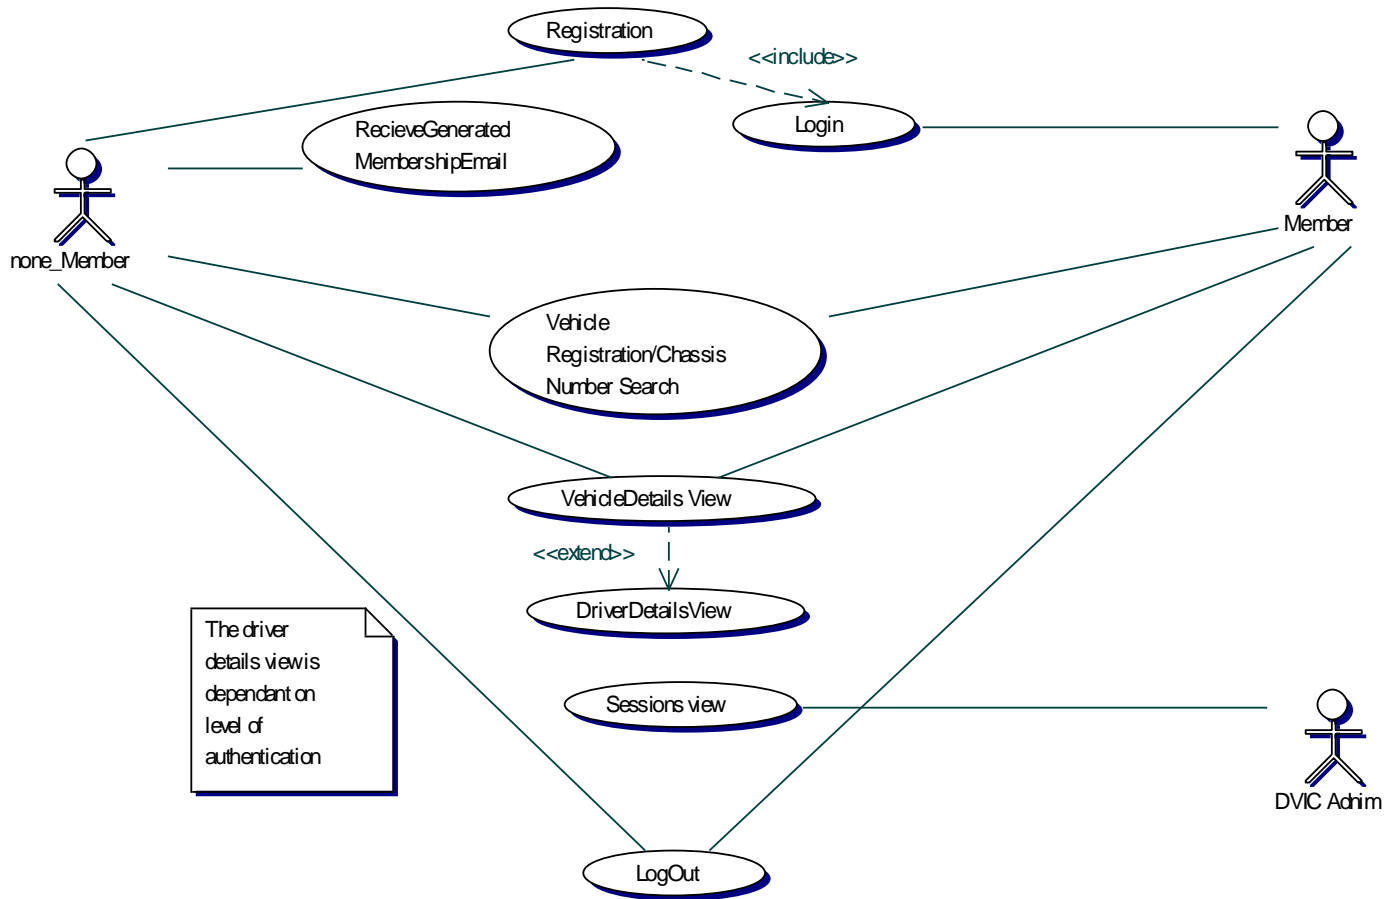 Registration
<<include>>
RecieveGenerated
MembershipEmail
Login
none_Member
Member
Vehicle
Registration/Chassis
Number Search
VehicleDetails View
<<extend>>
DriverDetailsView
The driver
details view is
dependant on
level of
authentication
Sessions view
DVIC Adnim
LogOut